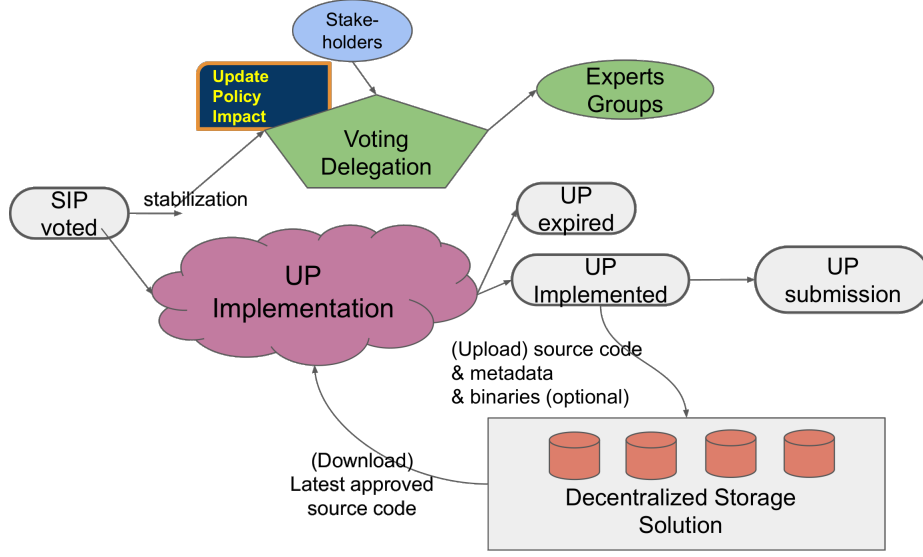 Stake-
holders
Update
Policy
Impact
Experts
Groups
Voting
Delegation
SIP
voted
stabilization
UP
expired
UP
Implementation
UP
Implemented
UP
submission
(Upload) source code
& metadata
& binaries (optional)
(Download)
Latest approved
source code
Decentralized Storage
Solution